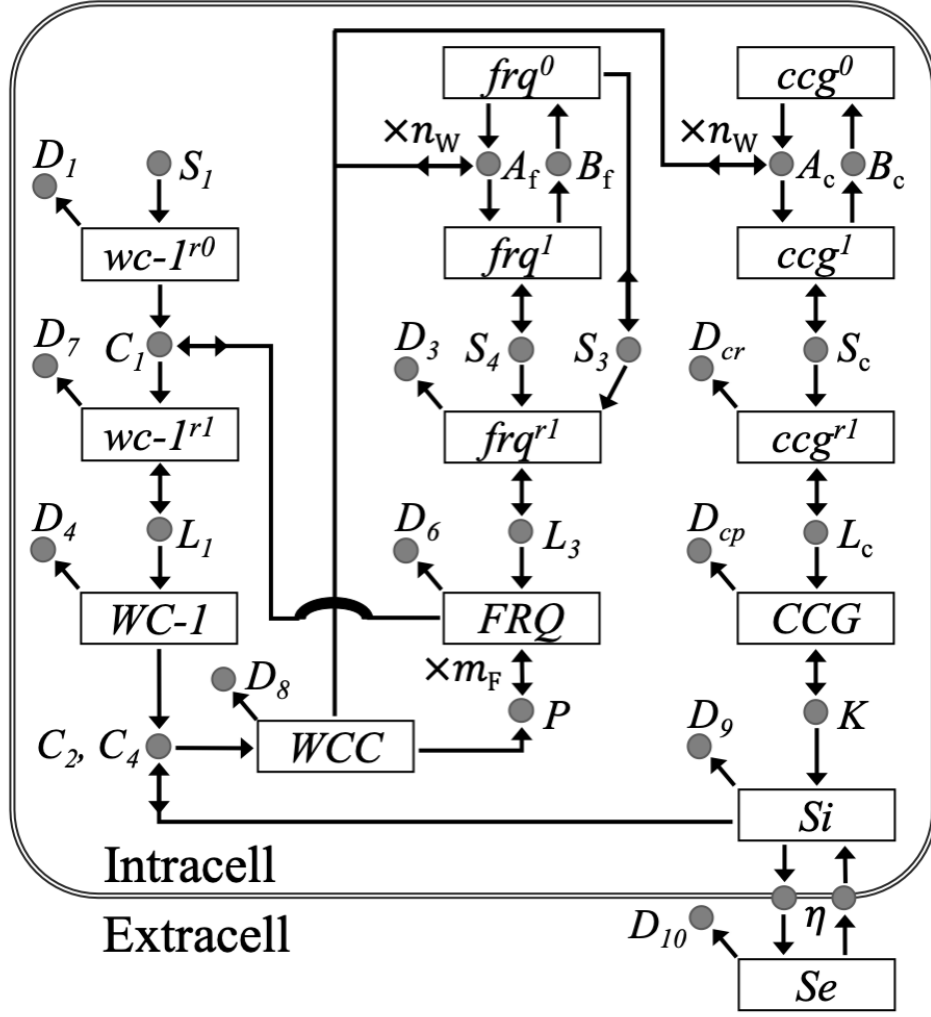 frq⁰
ccg⁰
×n_W
×n_W
D₁
S₁
A_f
B_f
A_c
B_c
wc-1^r0
frq¹
ccg¹
D₇
C₁
D₃
S₄
S₃
D_cr
S_c
wc-1^r1
frq^r1
ccg^r1
D₄
L₁
D₆
L₃
D_cp
L_c
WC-1
FRQ
CCG
×m_F
D₈
P
D₉
K
C₂, C₄
WCC
Si
Intracell
Extracell
D₁₀
η
Se